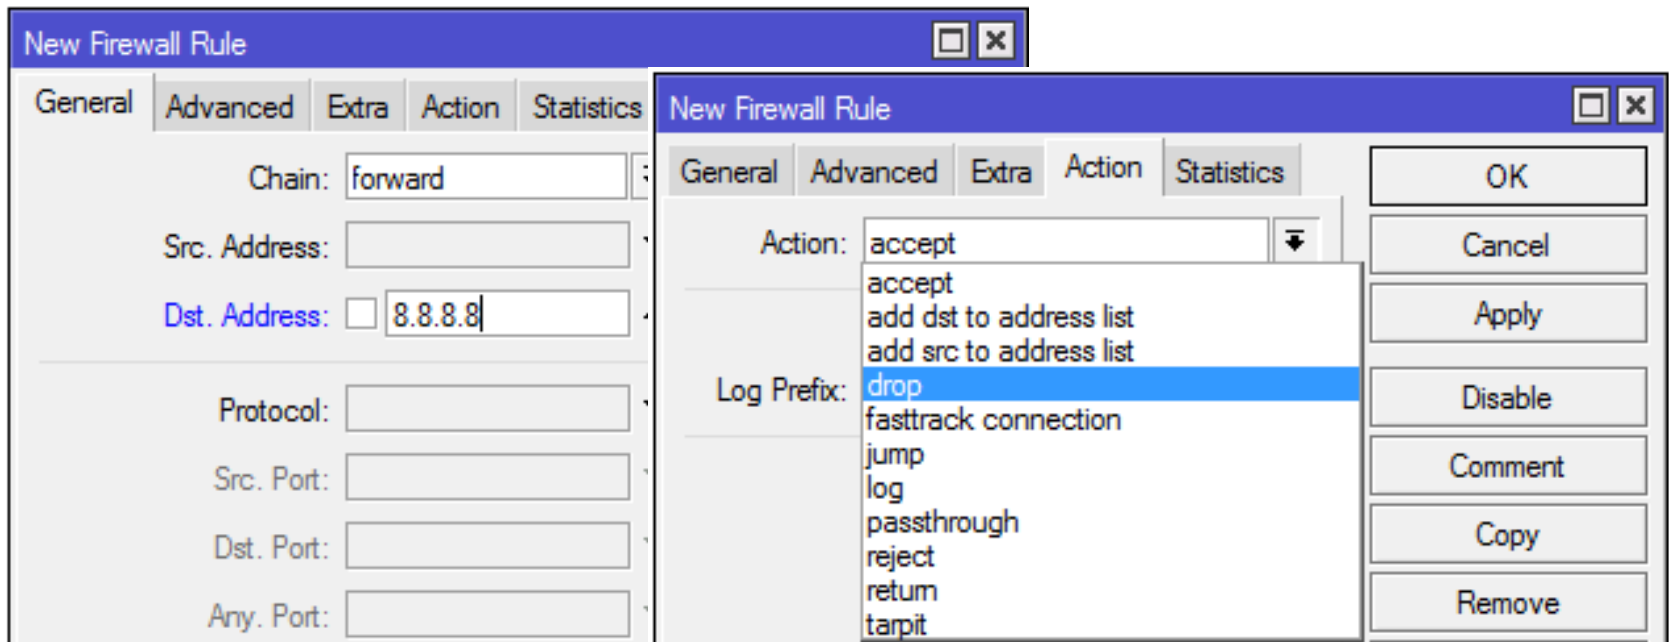 New Firewall Rule
General Advanced Extra Action Statistics
Chain: forward
Src. Address:
Dst. Address: 8.8.8.8
Protocol:
Src. Port:
Dst. Port:
Any. Port:
New Firewall Rule
General Advanced Extra Action Statistics
Action: accept
accept
add dst to address list
add src to address list
drop
Log Prefix:
fasttrack connection
jump
log
passthrough
reject
return
tarpit
OK
Cancel
Apply
Disable
Comment
Copy
Remove